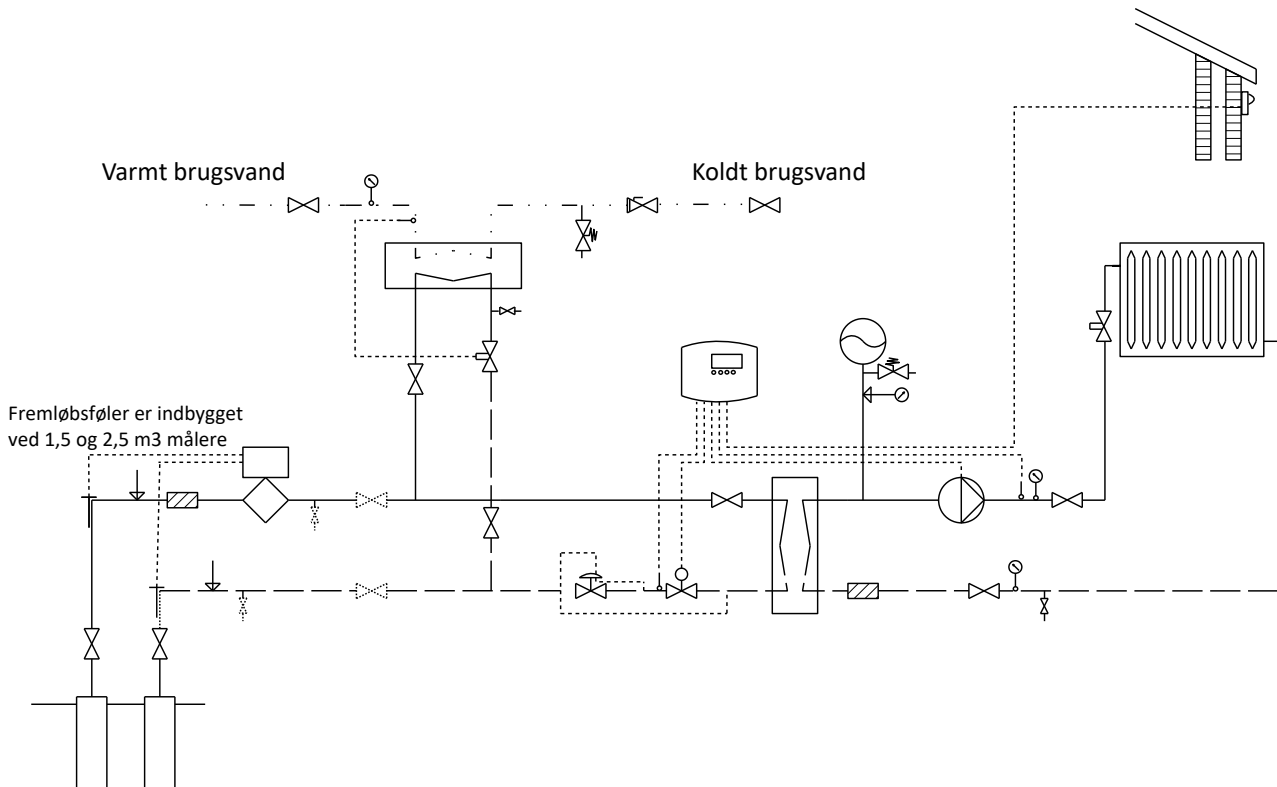 Varmt brugsvand
Koldt brugsvand
Fremløbsføler er indbygget
ved 1,5 og 2,5 m3 målere